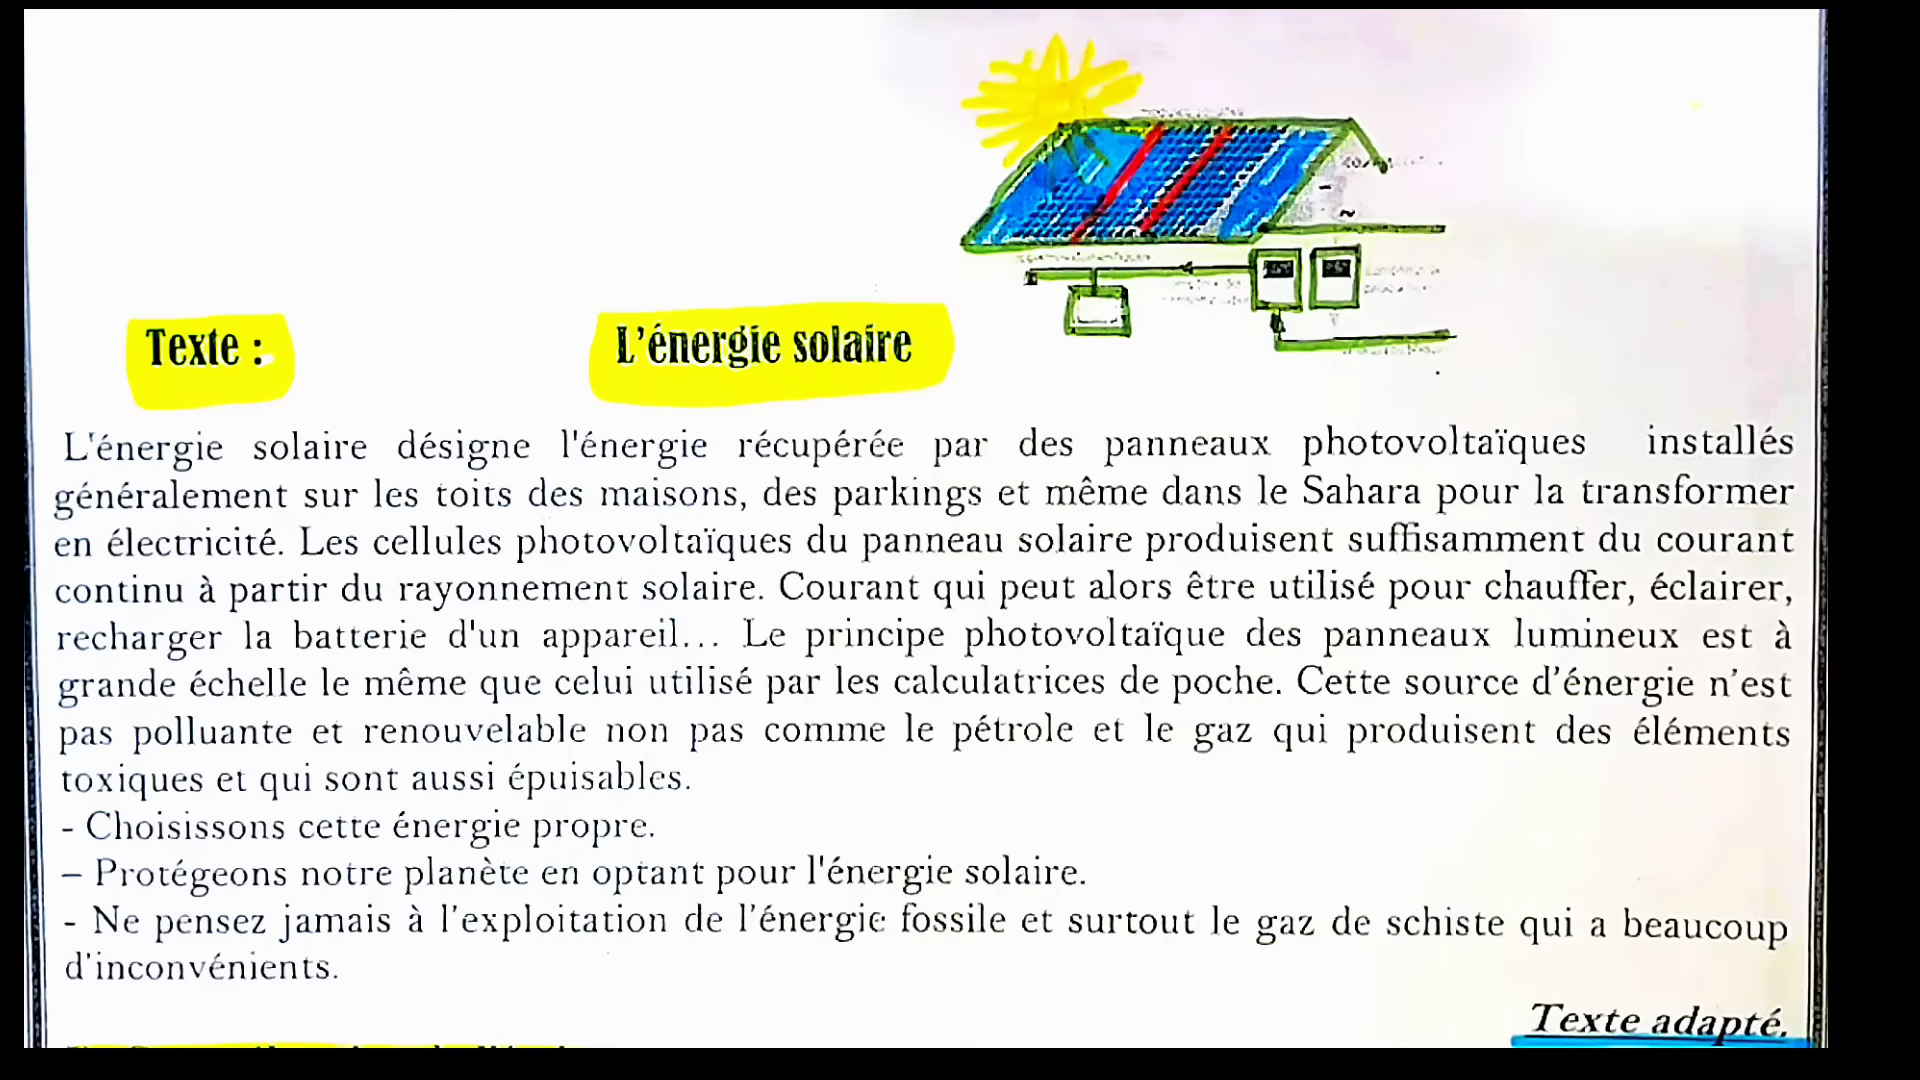 Texte :
L'énergie solaire
L'énergie solaire désigne l'énergie récupérée par des panneaux photovoltaïques installés
généralement sur les toits des maisons, des parkings et même dans le Sahara pour la transformer
en électricité. Les cellules photovoltaïques du panneau solaire produisent suffisamment du courant
continu à partir du rayonnement solaire. Courant qui peut alors être utilisé pour chauffer, éclairer,
recharger la batterie d'un appareil... Le principe photovoltaïque des panneaux lumineux est à
grande échelle le même que celui utilisé par les calculatrices de poche. Cette source d’énergie n’est
pas polluante et renouvelable non pas comme le pétrole et le gaz qui produisent des éléments
toxiques et qui sont aussi épuisables.
- Choisissons cette énergie propre.
– Protégeons notre planète en optant pour l'énergie solaire.
- Ne pensez jamais à l’exploitation de l’énergie fossile et surtout le gaz de schiste qui a beaucoup
d'inconvénients.
Texte adapté.